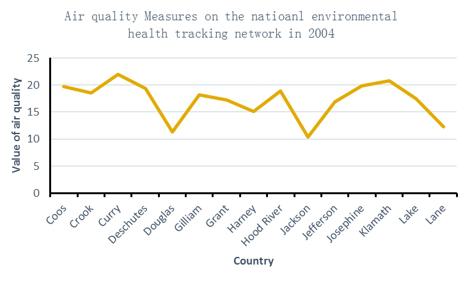 Air quality Measures on the natioanl environmental
health tracking network in 2004
Value of air quality
25
20
15
10
5
0
Coos
Crook
Curry
Deschutes
Douglas
Gilliam
Grant
Harney
Hood River
Jackson
Jefferson
Josephine
Klamath
Lake
Lane
Country